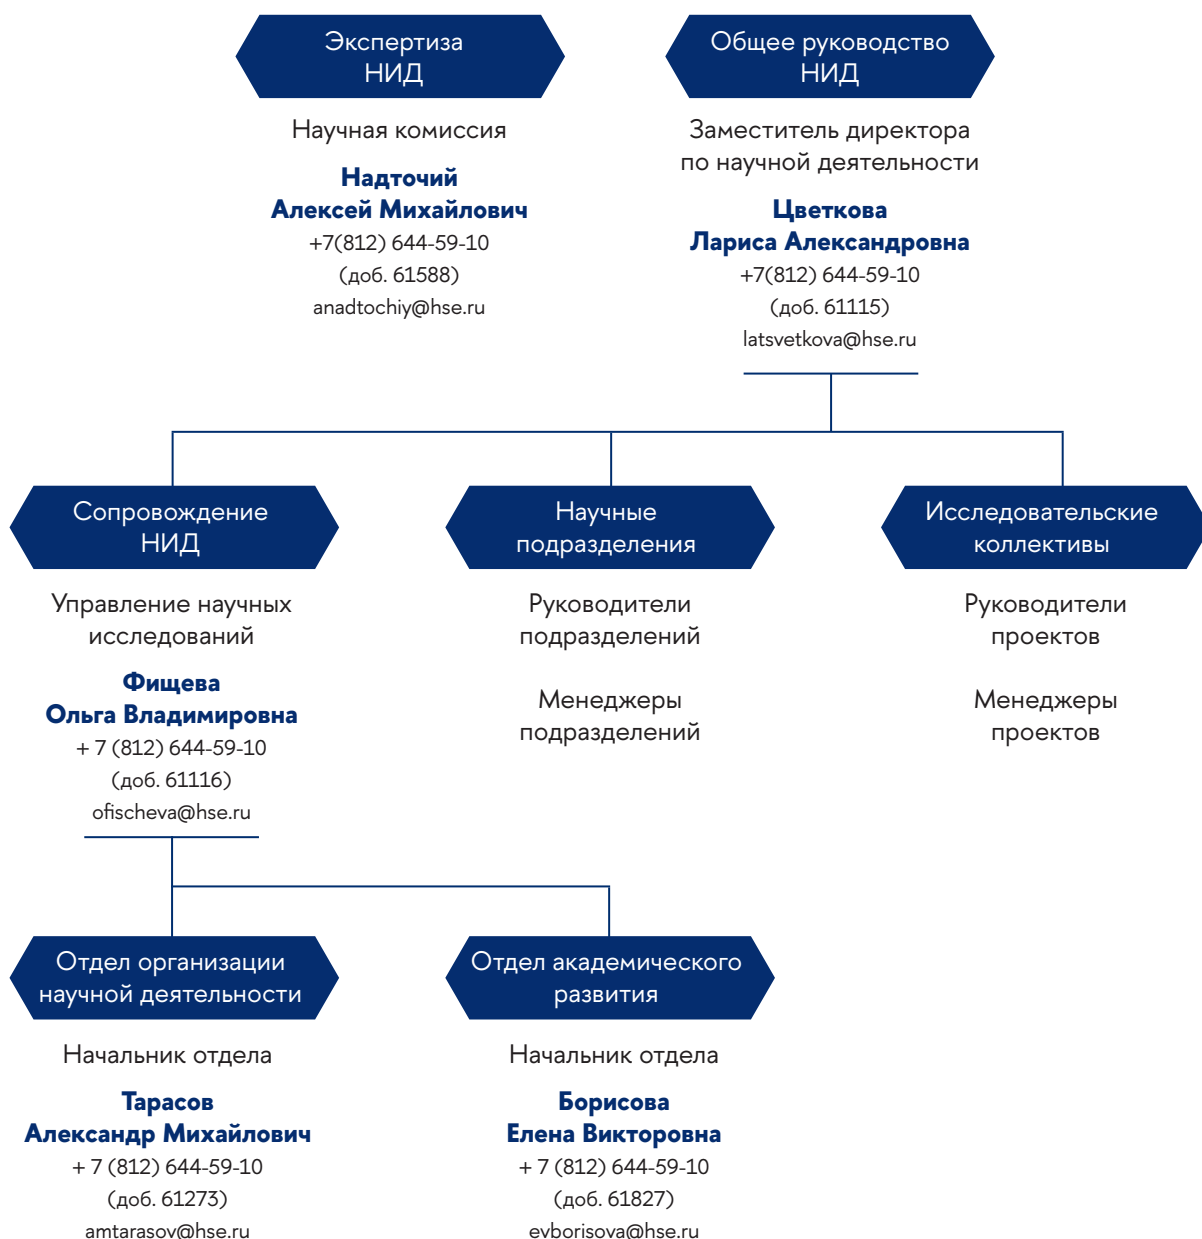 Экспертиза
НИД
Научная комиссия
Надточий
Алексей Михайлович
+7(812) 644-59-10
(доб. 61588)
anadtochiy@hse.ru
Общее руководство
НИД
Заместитель директора
по научной деятельности
Цветкова
Лариса Александровна
+7(812) 644-59-10
(доб. 61115)
latsvetkova@hse.ru
Сопровождение
НИД
Управление научных
исследований
Фищева
Ольга Владимировна
+ 7 (812) 644-59-10
(доб. 61116)
ofischeva@hse.ru
Научные
подразделения
Руководители
подразделений
Менеджеры
подразделений
Исследовательские
коллективы
Руководители
проектов
Менеджеры
проектов
Отдел организации
научной деятельности
Начальник отдела
Тарасов
Александр Михайлович
+ 7 (812) 644-59-10
(доб. 61273)
amtarasov@hse.ru
Отдел академического
развития
Начальник отдела
Борисова
Елена Викторовна
+ 7 (812) 644-59-10
(доб. 61827)
evborisova@hse.ru